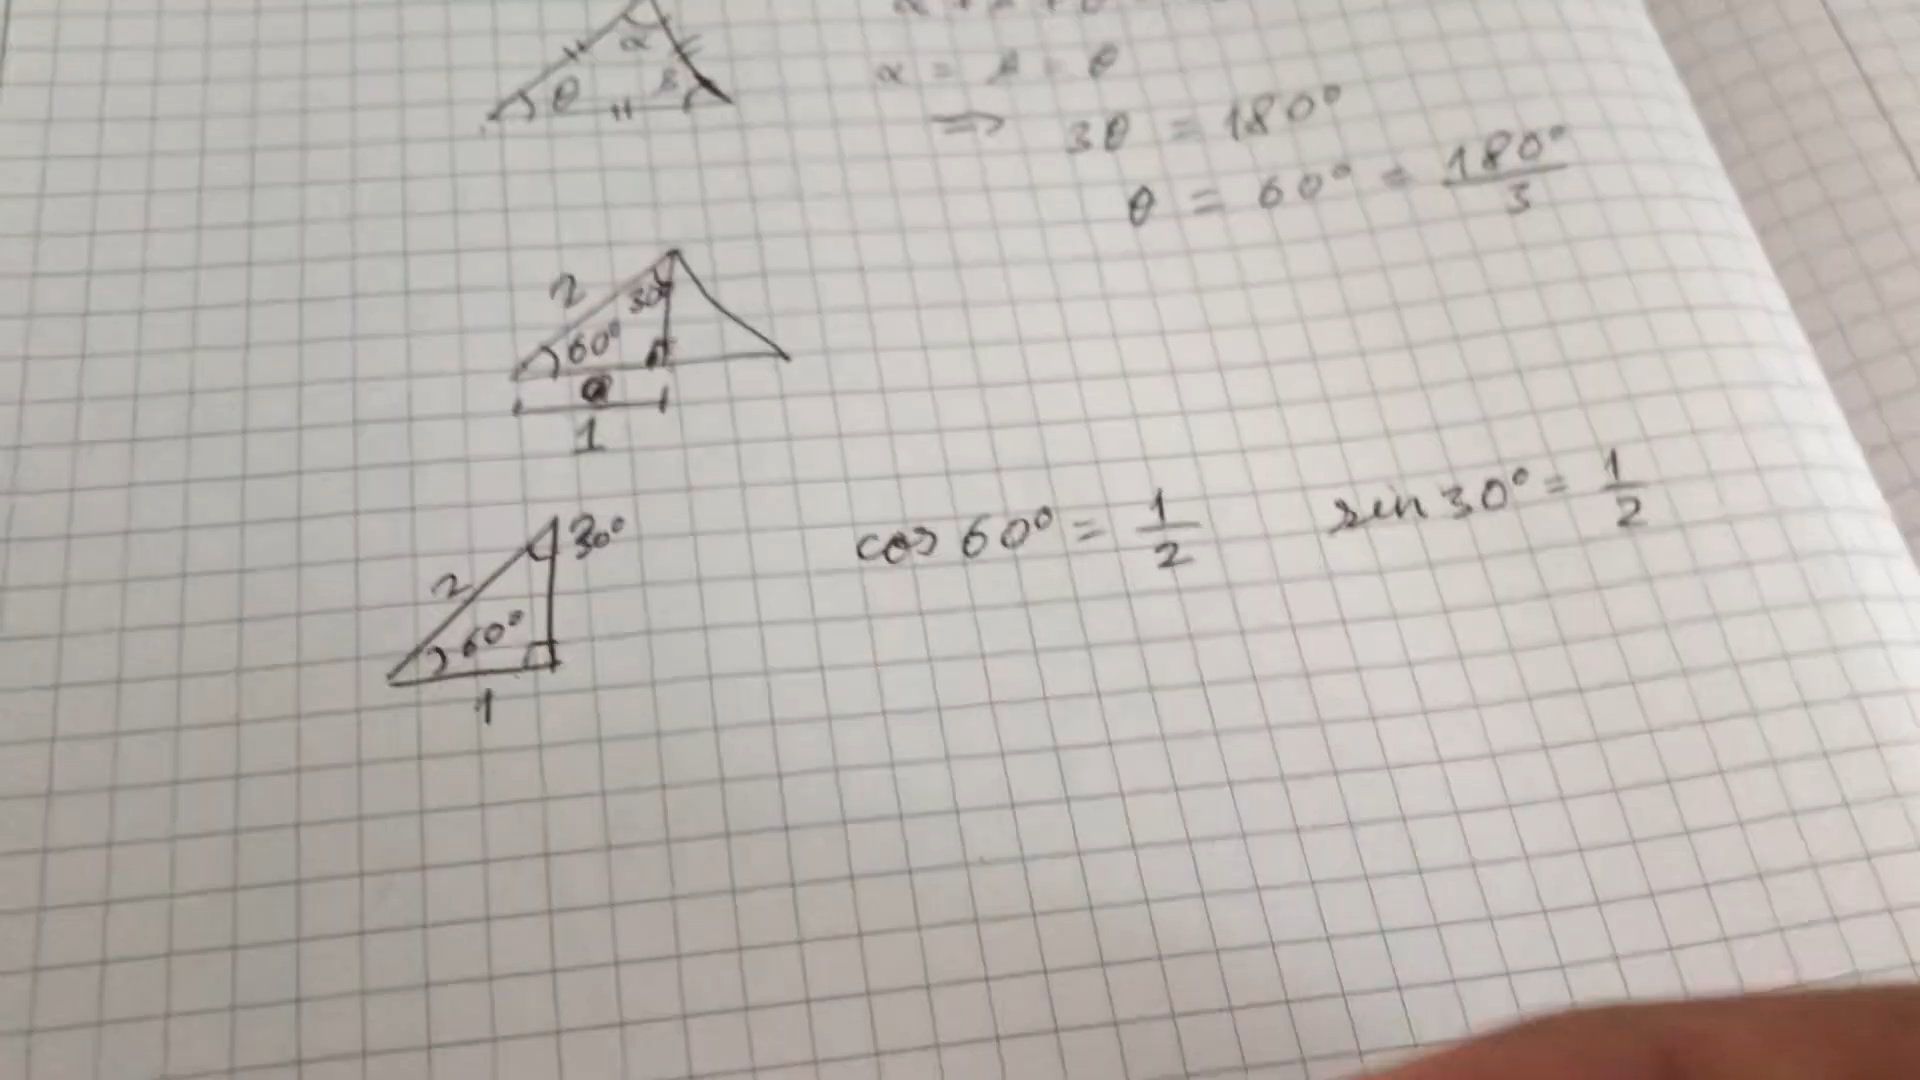 α = β = θ
θ α β
⇒ 3θ = 180°
θ = 60° = 180°/3
2 30
60°
1
30°
cos 60° = 1/2 sin 30° = 1/2
2
60°
1